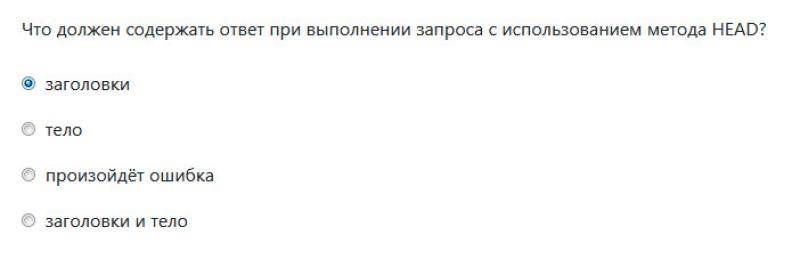 Что должен содержать ответ при выполнении запроса с использованием метода HEAD?
заголовки
тело
произойдёт ошибка
заголовки и тело